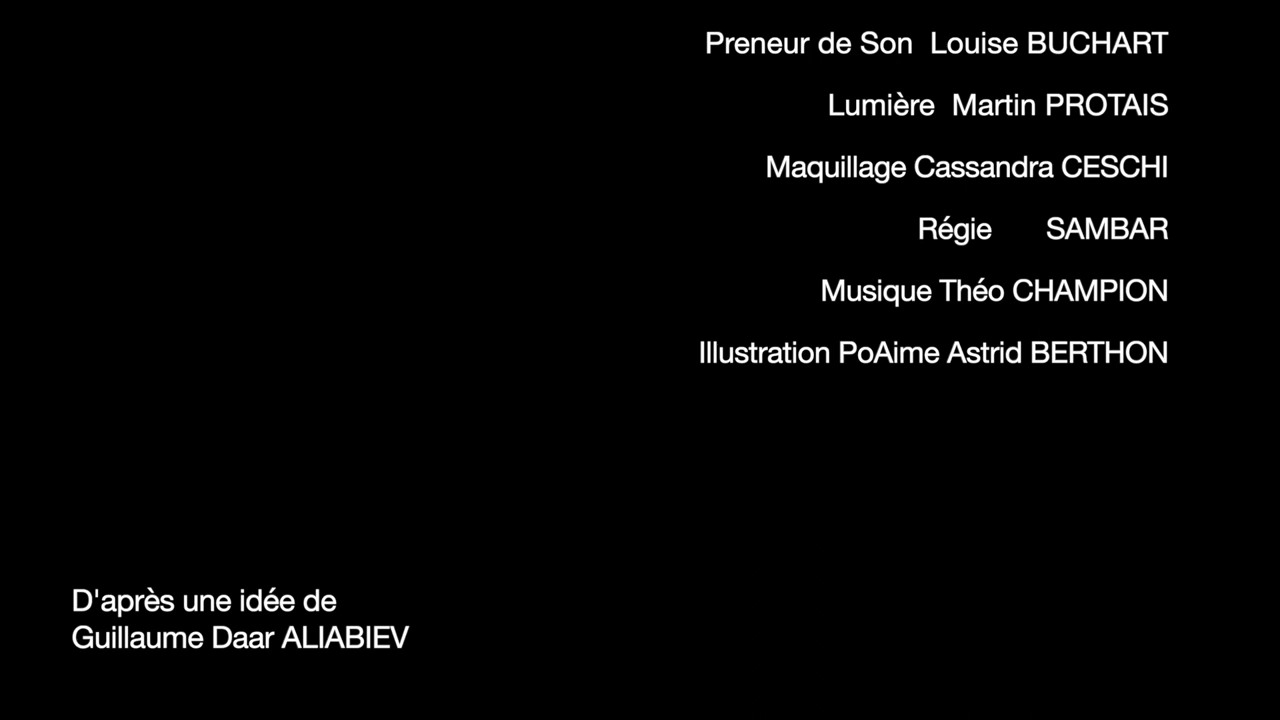 Preneur de Son Louise BUCHART
Lumière Martin PROTAIS
Maquillage Cassandra CESCHI
Régie SAMBAR
Musique Théo CHAMPION
Illustration PoAime Astrid BERTHON
D'après une idée de
Guillaume Daar ALIABIEV